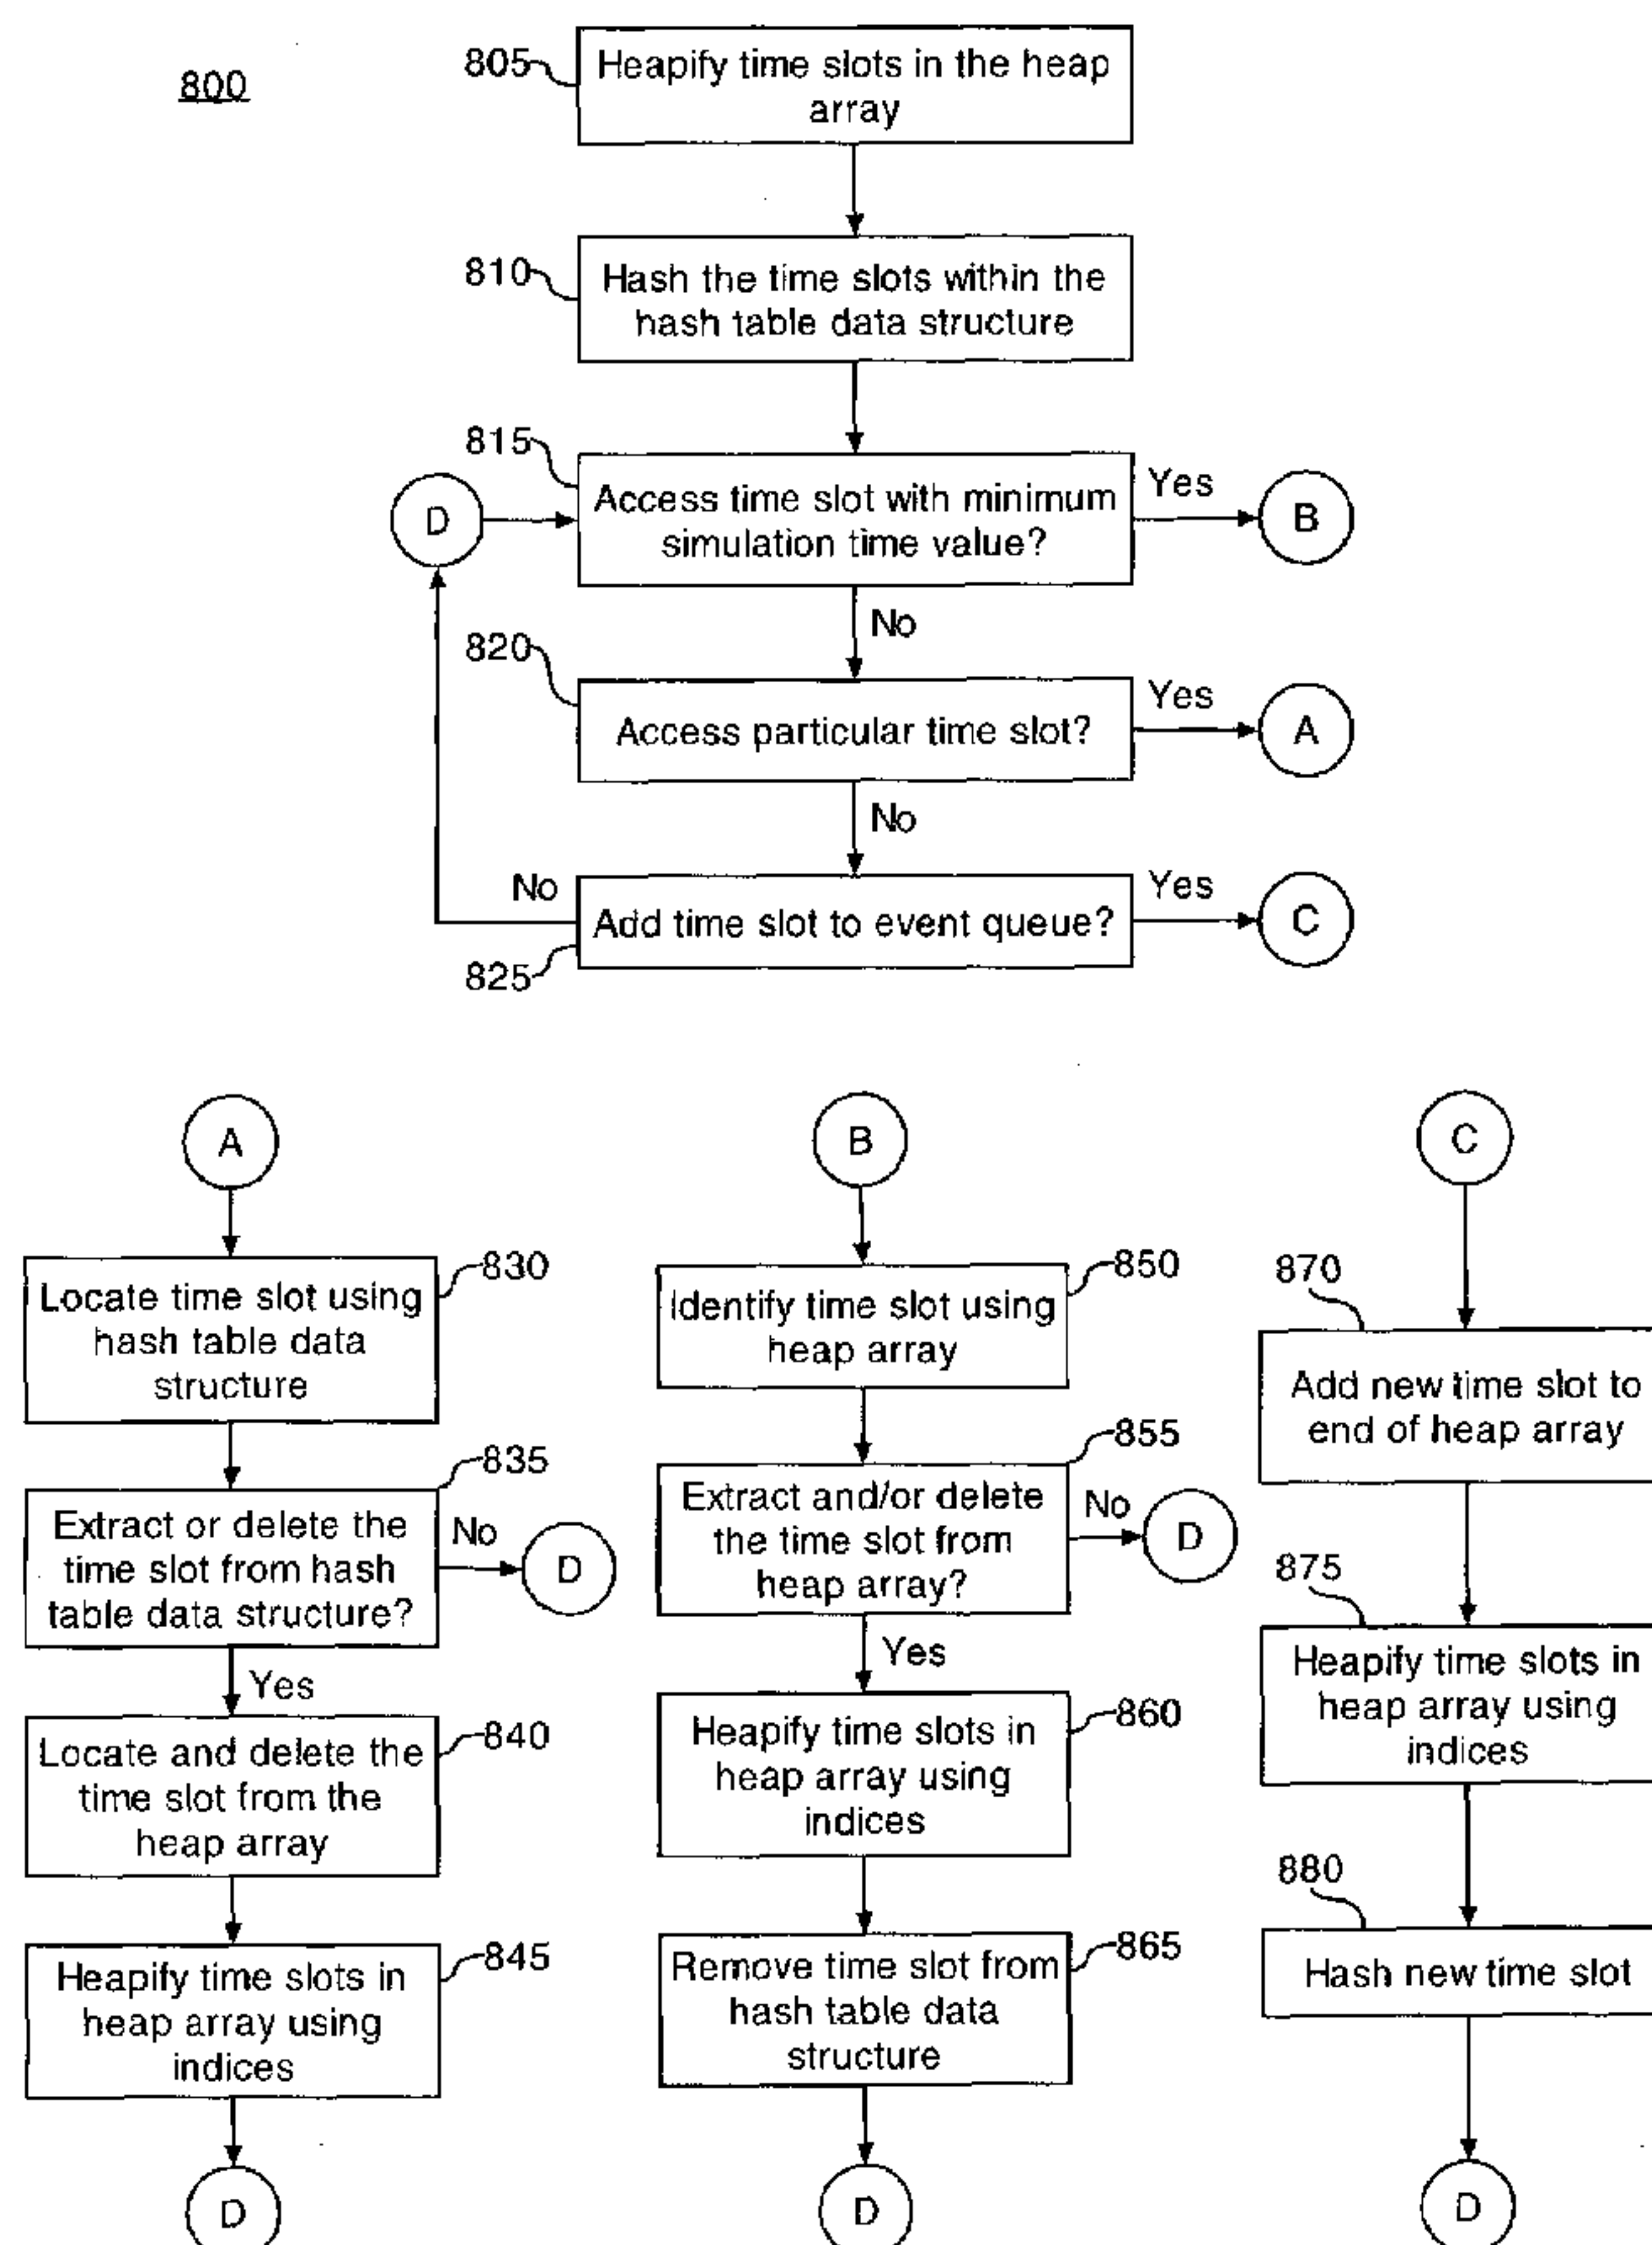 800
805
Heapify time slots in the heap
array
810
Hash the time slots within the
hash table data structure
815
D
Access time slot with minimum
simulation time value?
Yes
B
No
820
Access particular time slot?
Yes
A
No
No
Add time slot to event queue?
Yes
C
825
A
830
Locate time slot using
hash table data
structure
835
Extract or delete the
time slot from hash
table data structure?
No
D
Yes
840
Locate and delete the
time slot from the
heap array
845
Heapify time slots in
heap array using
indices
D
B
850
Identify time slot using
heap array
855
Extract and/or delete
the time slot from
heap array?
No
D
Yes
860
Heapify time slots in
heap array using
indices
865
Remove time slot from
hash table data
structure
D
C
870
Add new time slot to
end of heap array
875
Heapify time slots in
heap array using
indices
880
Hash new time slot
D